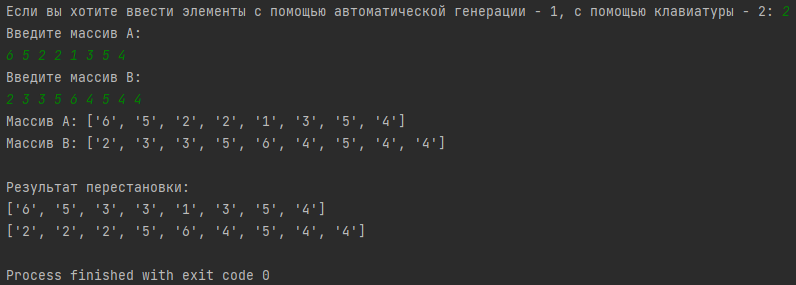 Если вы хотите ввести элементы с помощью автоматической генерации - 1, с помощью клавиатуры - 2: 2
Введите массив А:
6 5 2 2 1 3 5 4
Введите массив В:
2 3 3 5 6 4 5 4 4
Массив А: ['6', '5', '2', '2', '1', '3', '5', '4']
Массив В: ['2', '3', '3', '5', '6', '4', '5', '4', '4']
Результат перестановки:
['6', '5', '3', '3', '1', '3', '5', '4']
['2', '2', '2', '5', '6', '4', '5', '4', '4']
Process finished with exit code 0